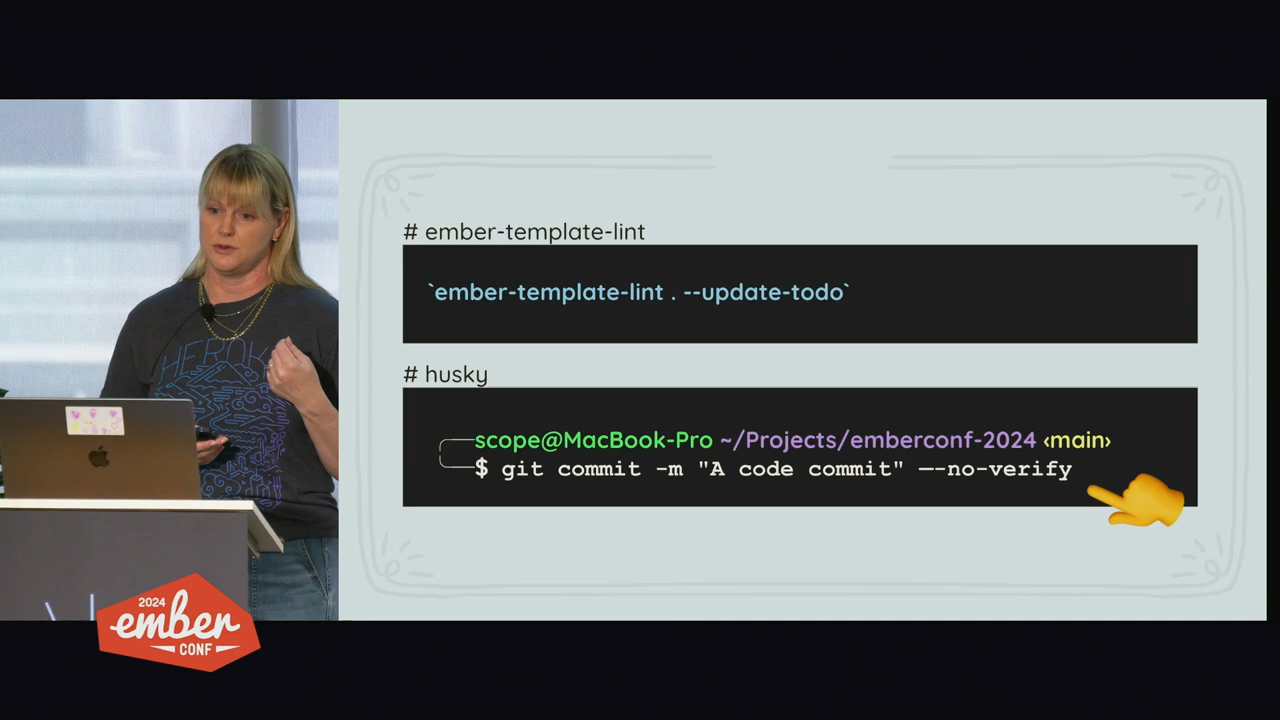 # ember-template-lint
`ember-template-lint . --update-todo`
# husky
scope@MacBook-Pro ~/Projects/emberconf-2024 ‹main›
$ git commit -m "A code commit" --no-verify
HEROKU
2024
ember
CONF